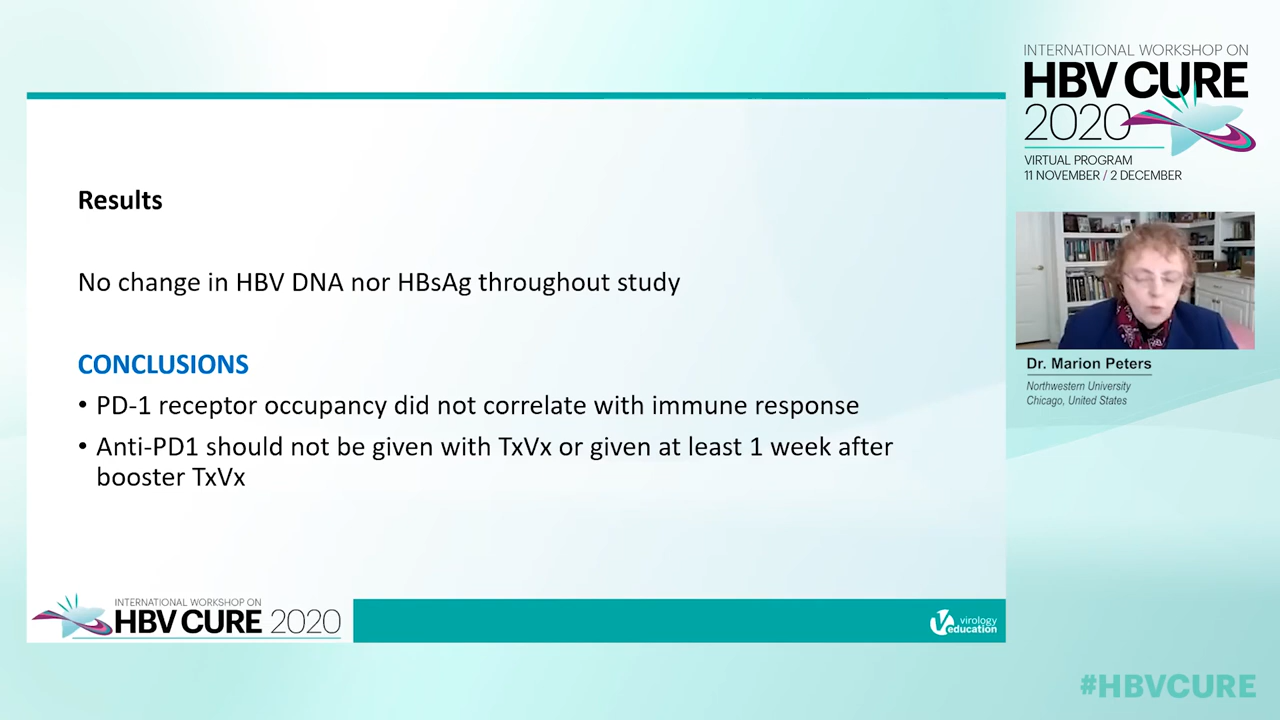 Results
No change in HBV DNA nor HBsAg throughout study
CONCLUSIONS
• PD-1 receptor occupancy did not correlate with immune response
• Anti-PD1 should not be given with TxVx or given at least 1 week after
booster TxVx
INTERNATIONAL WORKSHOP ON
HBV CURE 2020
virology
education
INTERNATIONAL WORKSHOP ON
HBV CURE
2020
VIRTUAL PROGRAM
11 NOVEMBER / 2 DECEMBER
Dr. Marion Peters
Northwestern University
Chicago, United States
#HBVCURE